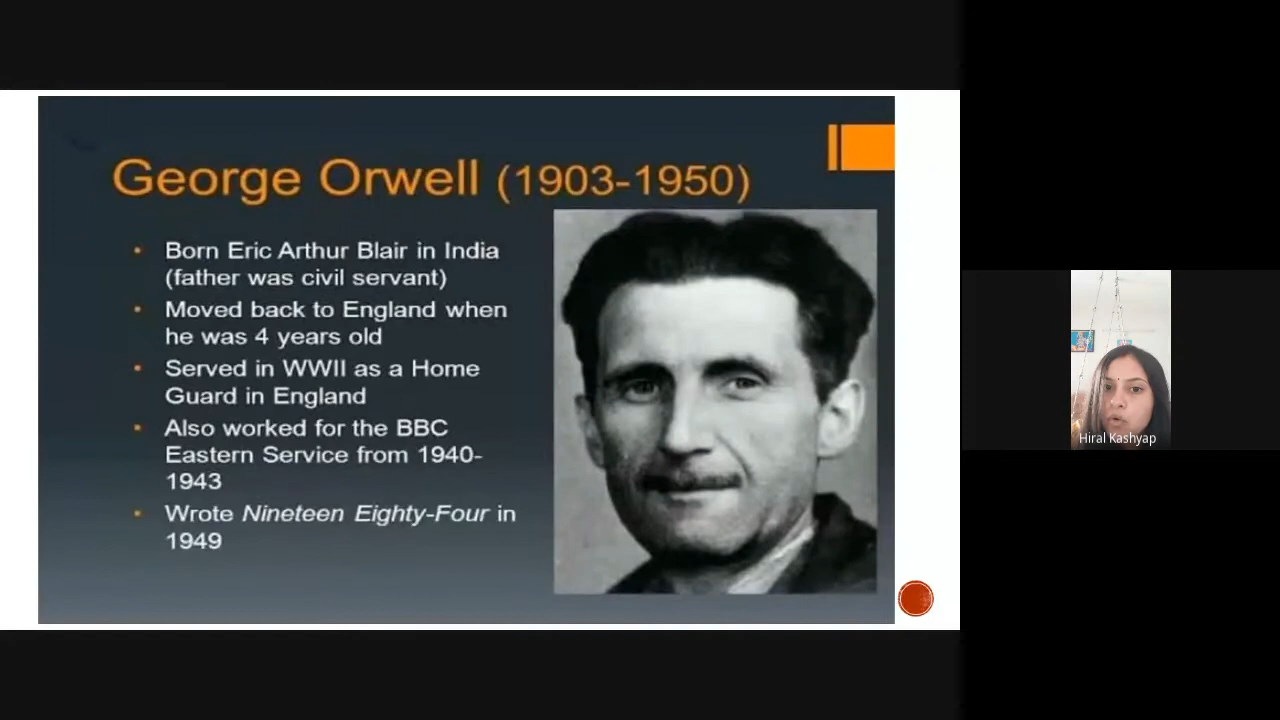 George Orwell (1903-1950)
• Born Eric Arthur Blair in India
(father was civil servant)
• Moved back to England when
he was 4 years old
• Served in WWII as a Home
Guard in England
• Also worked for the BBC
Eastern Service from 1940-
1943
• Wrote Nineteen Eighty-Four in
1949
Hiral Kashyap